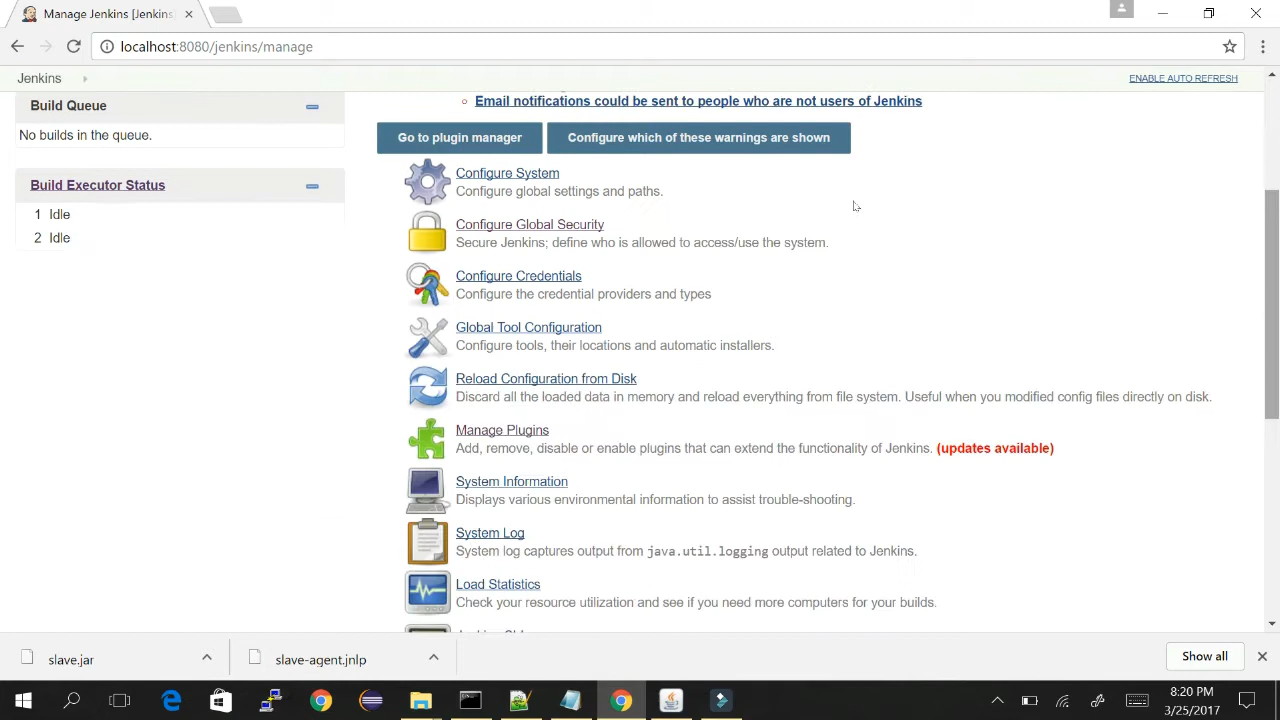 Manage Jenkins [Jenkins
localhost:8080/jenkins/manage
Jenkins
ENABLE AUTO REFRESH
Build Queue
No builds in the queue.
Build Executor Status
1 Idle
2 Idle
Email notifications could be sent to people who are not users of Jenkins
Go to plugin manager
Configure which of these warnings are shown
Configure System
Configure global settings and paths.
Configure Global Security
Secure Jenkins; define who is allowed to access/use the system.
Configure Credentials
Configure the credential providers and types
Global Tool Configuration
Configure tools, their locations and automatic installers.
Reload Configuration from Disk
Discard all the loaded data in memory and reload everything from file system. Useful when you modified config files directly on disk.
Manage Plugins
Add, remove, disable or enable plugins that can extend the functionality of Jenkins. (updates available)
System Information
Displays various environmental information to assist trouble-shooting.
System Log
System log captures output from java.util.logging output related to Jenkins.
Load Statistics
Check your resource utilization and see if you need more computers for your builds.
slave.jar
slave-agent.jnlp
Show all
8:20 PM
3/25/2017